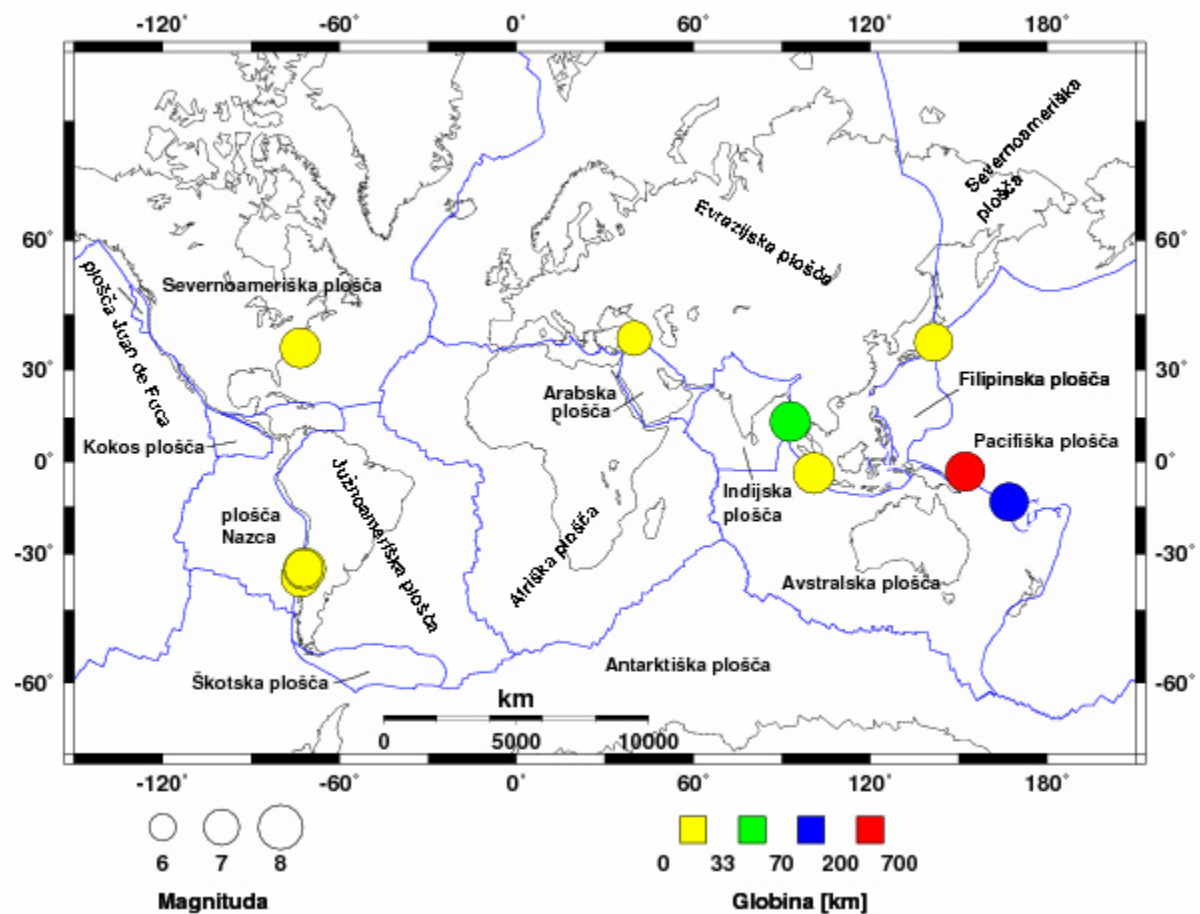 -120° -60° 0° 60° 120° 180°
Severnoameriška
plošča
Evrazijska plošča
60° 60°
Severnoameriška plošča
plošča Juan de Fuca
30° 30°
Filipinska plošča
Arabska
plošča
Pacifiška plošča
Kokos plošča
0° 0°
Južnoameriška plošča
Indijska
plošča
plošča
Nazca
Afriška plošča
-30° -30°
Avstralska plošča
Antarktiška plošča
Škotska plošča
-60° -60°
km
0 5000 10000
-120° -60° 0° 60° 120° 180°
6 7 8
0 33 70 200 700
Magnituda
Globina [km]